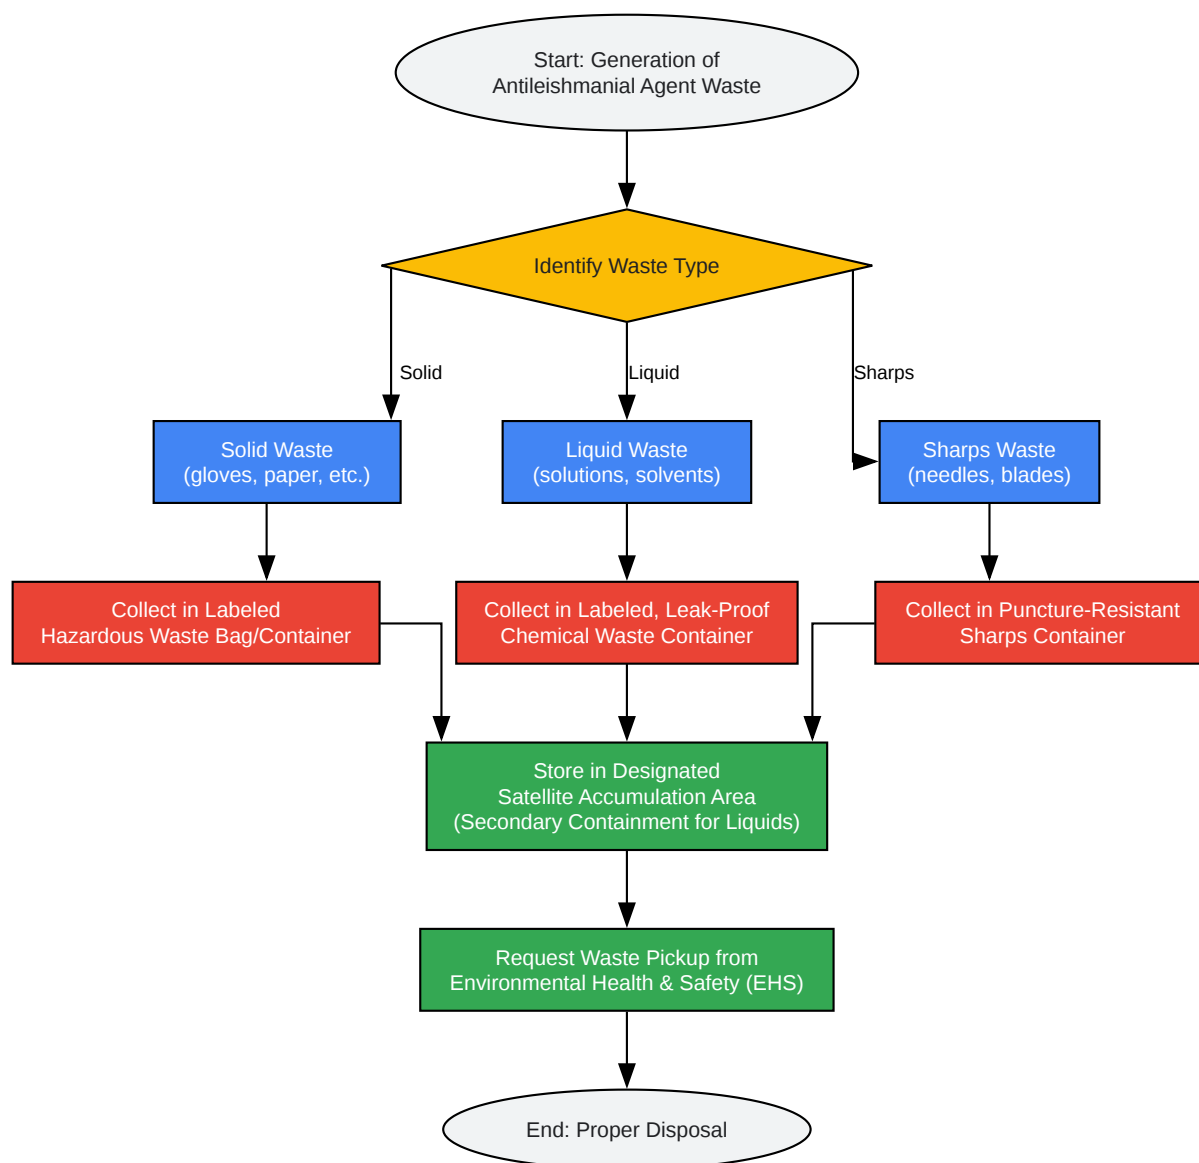 Start: Generation of
Antileishmanial Agent Waste
Identify Waste Type
Solid
Liquid
Sharps
Solid Waste
(gloves, paper, etc.)
Liquid Waste
(solutions, solvents)
Sharps Waste
(needles, blades)
Collect in Labeled
Hazardous Waste Bag/Container
Collect in Labeled, Leak-Proof
Chemical Waste Container
Collect in Puncture-Resistant
Sharps Container
Store in Designated
Satellite Accumulation Area
(Secondary Containment for Liquids)
Request Waste Pickup from
Environmental Health & Safety (EHS)
End: Proper Disposal